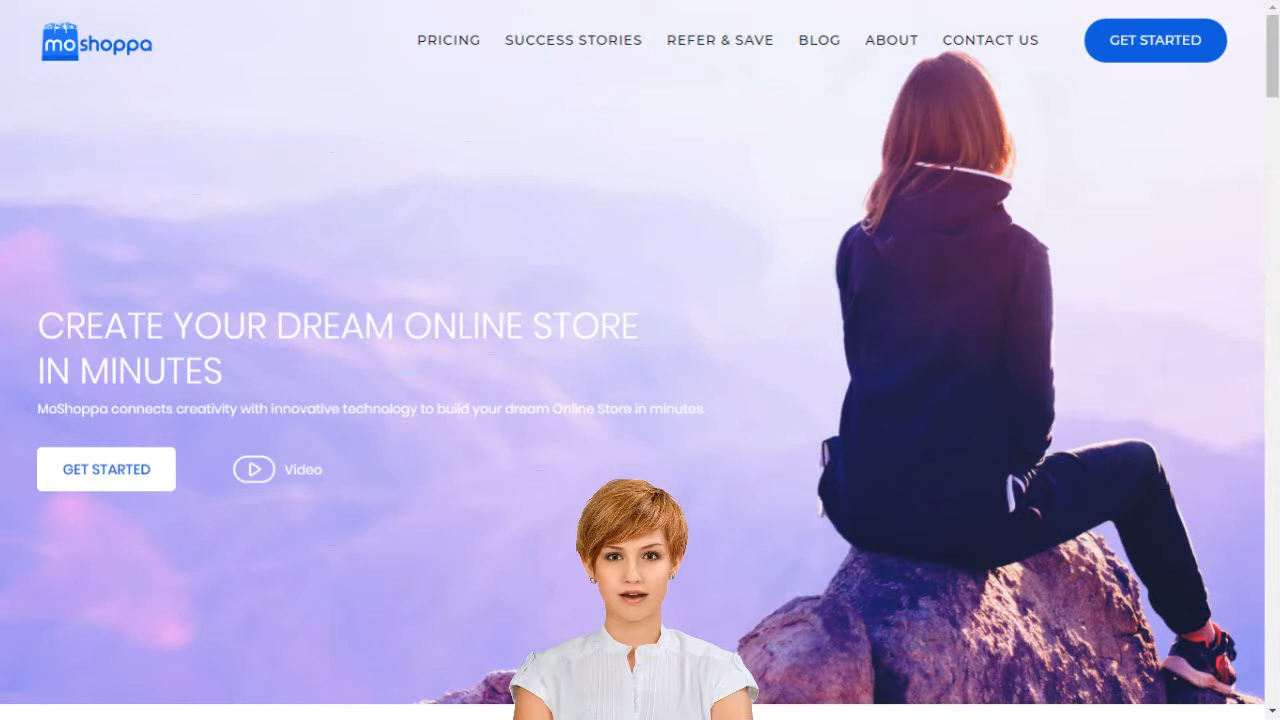 moshoppa
PRICING SUCCESS STORIES REFER & SAVE BLOG ABOUT CONTACT US GET STARTED
CREATE YOUR DREAM ONLINE STORE
IN MINUTES
MoShoppa connects creativity with innovative technology to build your dream Online Store in minutes.
GET STARTED Video